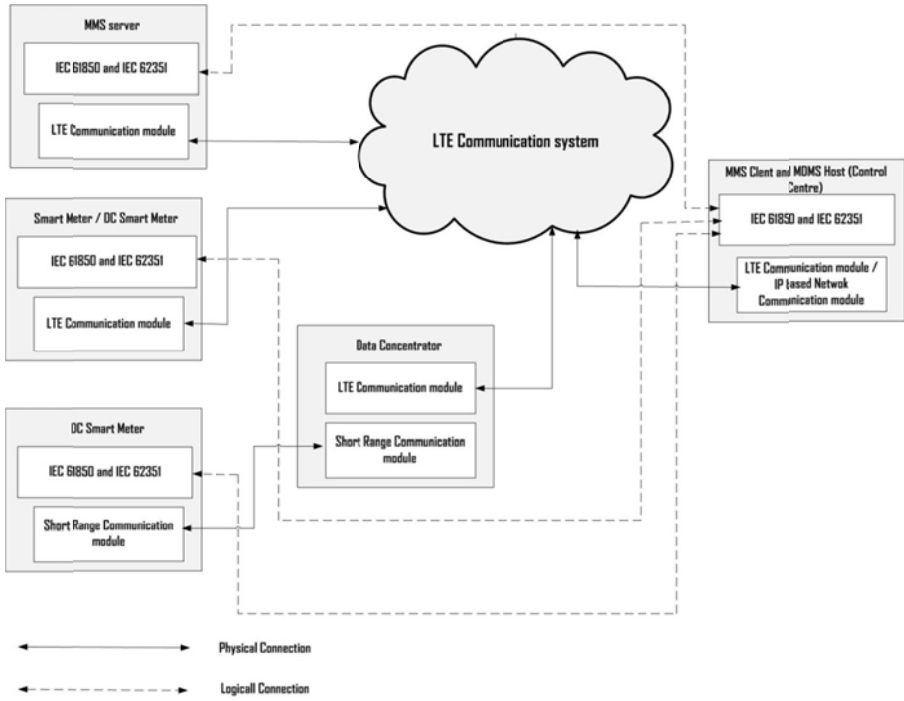 MMS server
IEC 61850 and IEC 62351
LTE Communication module
LTE Communication system
MMS Client and MDMS Host (Control
Centre)
IEC 61850 and IEC 62351
LTE Communication module /
IP based Netwok
Communication module
Smart Meter / DC Smart Meter
IEC 61850 and IEC 62351
LTE Communication module
Data Concentrator
LTE Communication module
Short Range Communication
module
DC Smart Meter
IEC 61850 and IEC 62351
Short Range Communication
module
Physical Connection
Logicall Connection